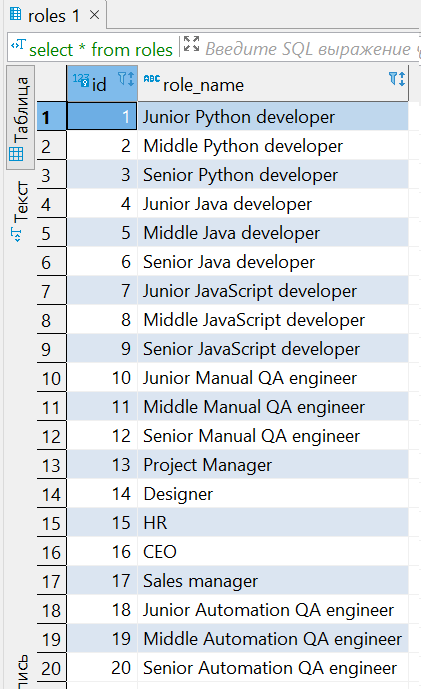 roles 1
select * from roles Введите SQL выражение
Таблица
Текст
id role_name
1 1 Junior Python developer
2 2 Middle Python developer
3 3 Senior Python developer
4 4 Junior Java developer
5 5 Middle Java developer
6 6 Senior Java developer
7 7 Junior JavaScript developer
8 8 Middle JavaScript developer
9 9 Senior JavaScript developer
10 10 Junior Manual QA engineer
11 11 Middle Manual QA engineer
12 12 Senior Manual QA engineer
13 13 Project Manager
14 14 Designer
15 15 HR
16 16 CEO
17 17 Sales manager
18 18 Junior Automation QA engineer
19 19 Middle Automation QA engineer
20 20 Senior Automation QA engineer